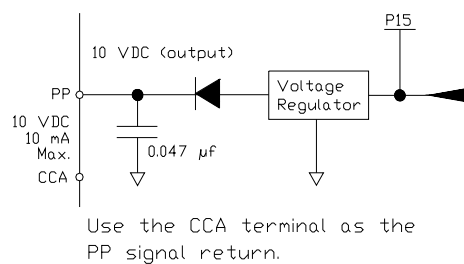 P15
10 VDC (output)
Voltage
Regulator
PP
10 VDC
10 mA
Max.
0.047 µf
CCA
Use the CCA terminal as the
PP signal return.